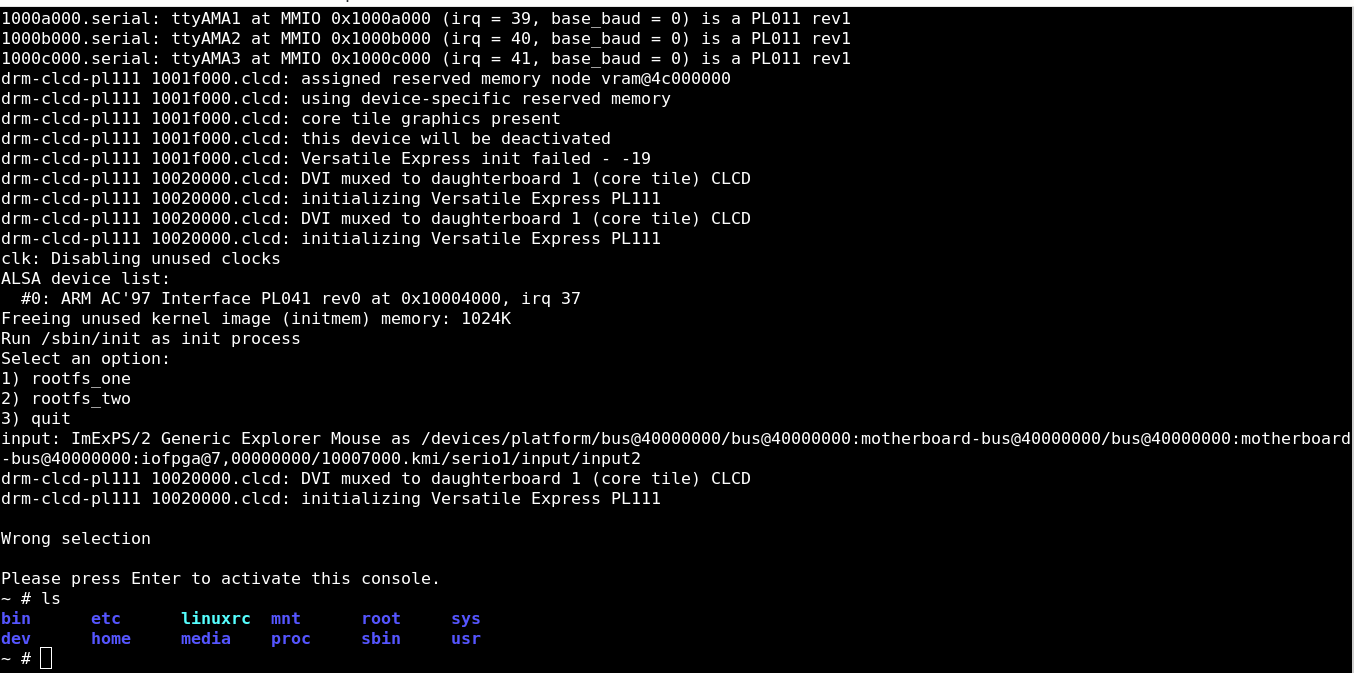 1000a000.serial: ttyAMA1 at MMIO 0x1000a000 (irq = 39, base_baud = 0) is a PL011 rev1
1000b000.serial: ttyAMA2 at MMIO 0x1000b000 (irq = 40, base_baud = 0) is a PL011 rev1
1000c000.serial: ttyAMA3 at MMIO 0x1000c000 (irq = 41, base_baud = 0) is a PL011 rev1
drm-clcd-pl111 1001f000.clcd: assigned reserved memory node vram@4c000000
drm-clcd-pl111 1001f000.clcd: using device-specific reserved memory
drm-clcd-pl111 1001f000.clcd: core tile graphics present
drm-clcd-pl111 1001f000.clcd: this device will be deactivated
drm-clcd-pl111 1001f000.clcd: Versatile Express init failed - -19
drm-clcd-pl111 10020000.clcd: DVI muxed to daughterboard 1 (core tile) CLCD
drm-clcd-pl111 10020000.clcd: initializing Versatile Express PL111
drm-clcd-pl111 10020000.clcd: DVI muxed to daughterboard 1 (core tile) CLCD
drm-clcd-pl111 10020000.clcd: initializing Versatile Express PL111
clk: Disabling unused clocks
ALSA device list:
  #0: ARM AC'97 Interface PL041 rev0 at 0x10004000, irq 37
Freeing unused kernel image (initmem) memory: 1024K
Run /sbin/init as init process
Select an option:
1) rootfs_one
2) rootfs_two
3) quit
input: ImExPS/2 Generic Explorer Mouse as /devices/platform/bus@40000000/bus@40000000:motherboard-bus@40000000/bus@40000000:motherboard
-bus@40000000:iofpga@7,00000000/10007000.kmi/serio1/input/input2
drm-clcd-pl111 10020000.clcd: DVI muxed to daughterboard 1 (core tile) CLCD
drm-clcd-pl111 10020000.clcd: initializing Versatile Express PL111

Wrong selection

Please press Enter to activate this console.
~ # ls
bin      etc      linuxrc  mnt      root     sys
dev      home     media    proc     sbin     usr
~ #